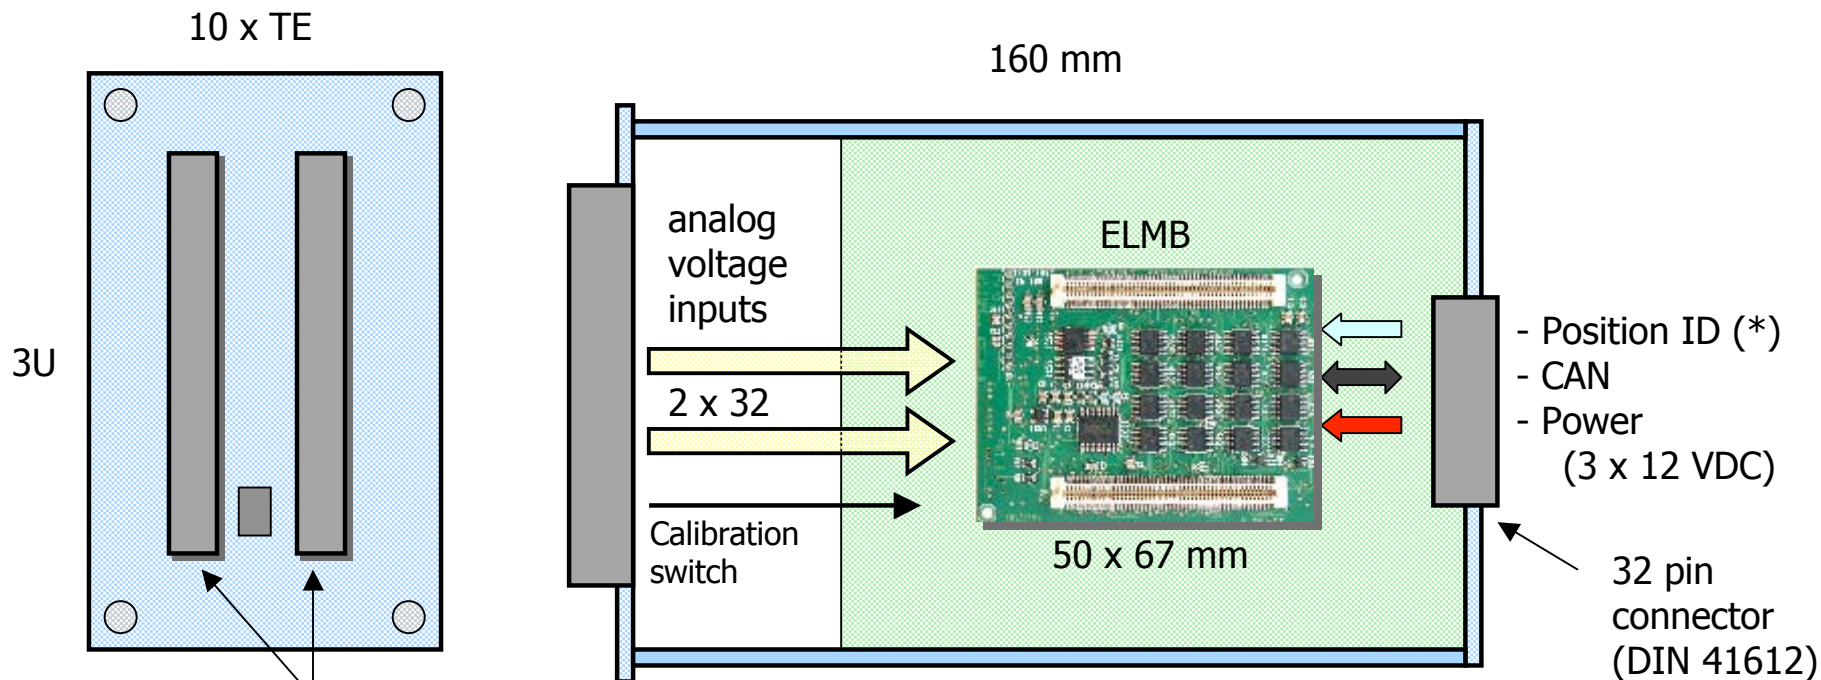 10 x TE
160 mm
3U
analog
voltage
inputs
2 x 32
Calibration
switch
ELMB
50 x 67 mm
- Position ID (*)
- CAN
- Power
(3 x 12 VDC)
32 pin
connector
(DIN 41612)